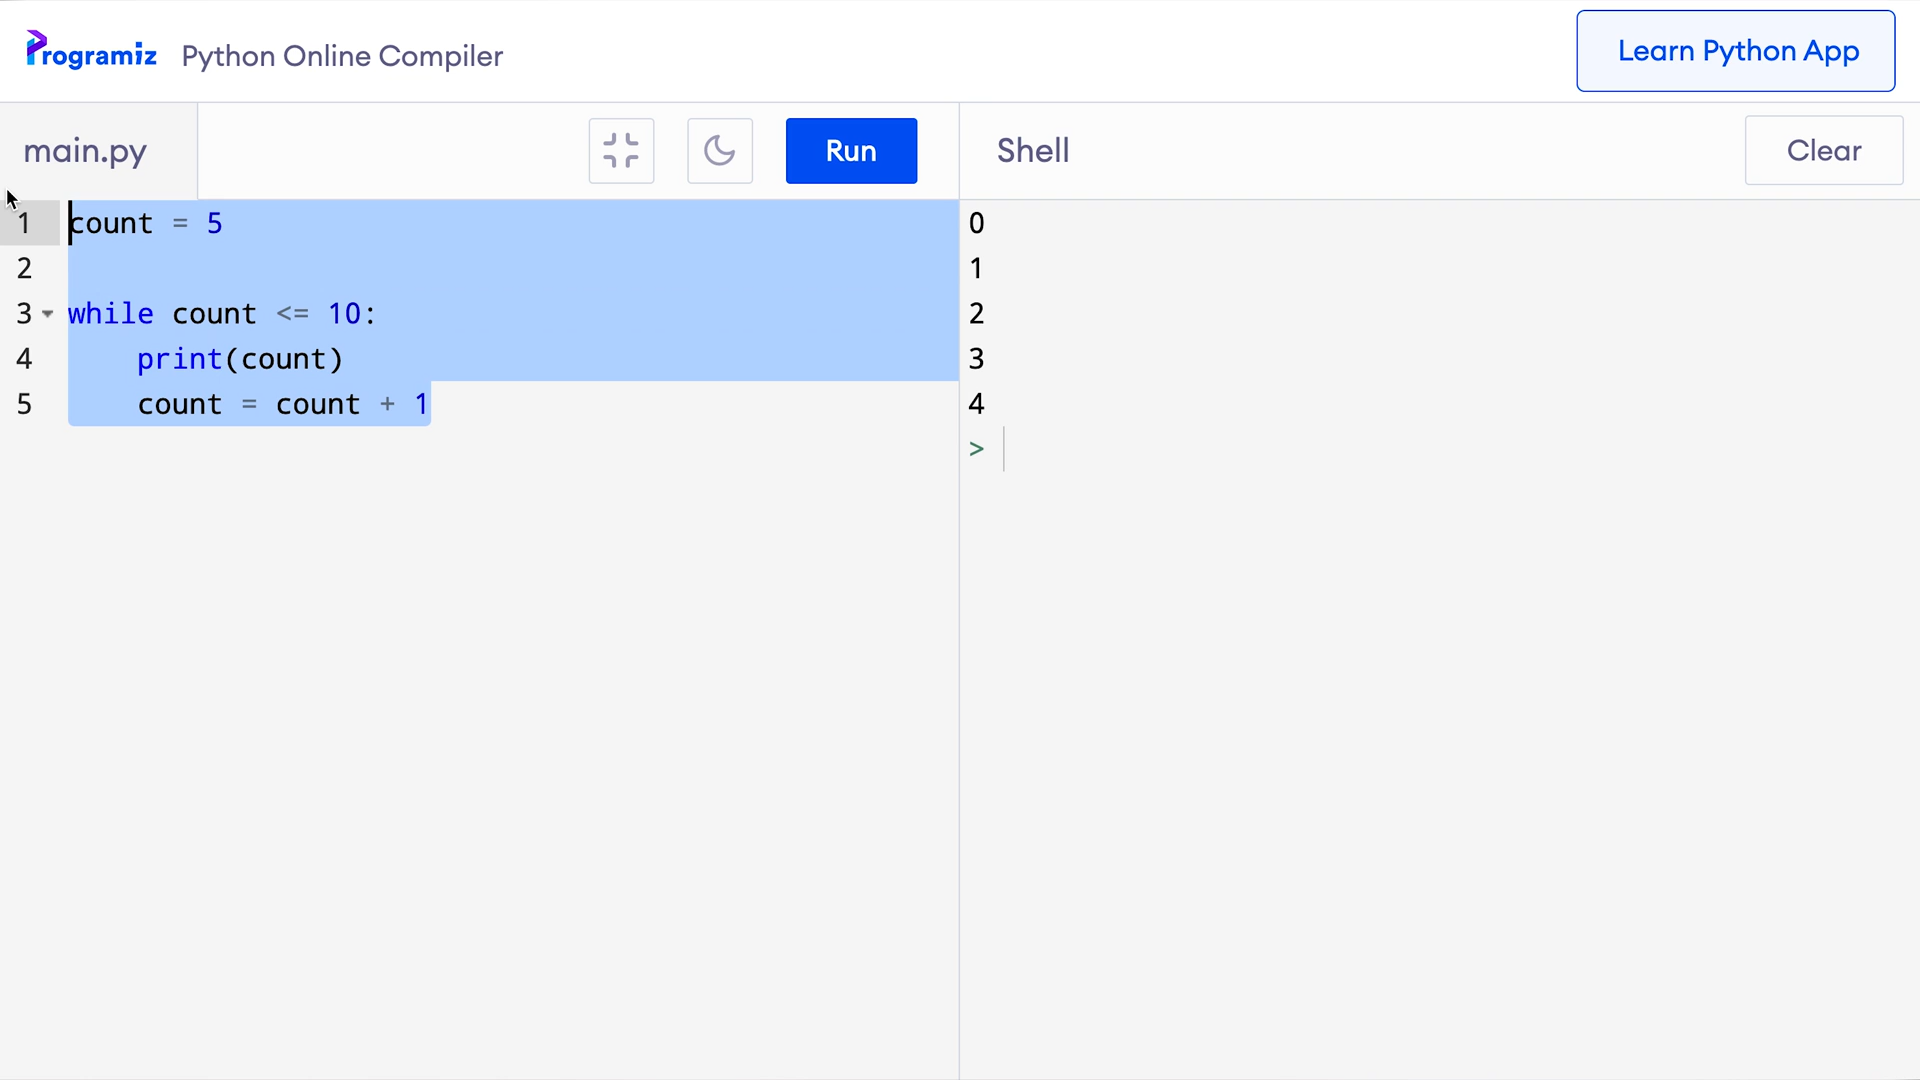 Programiz Python Online Compiler
Learn Python App
main.py
Run
Shell
Clear
1 count = 5
2
3 while count <= 10:
4     print(count)
5     count = count + 1
0
1
2
3
4
>